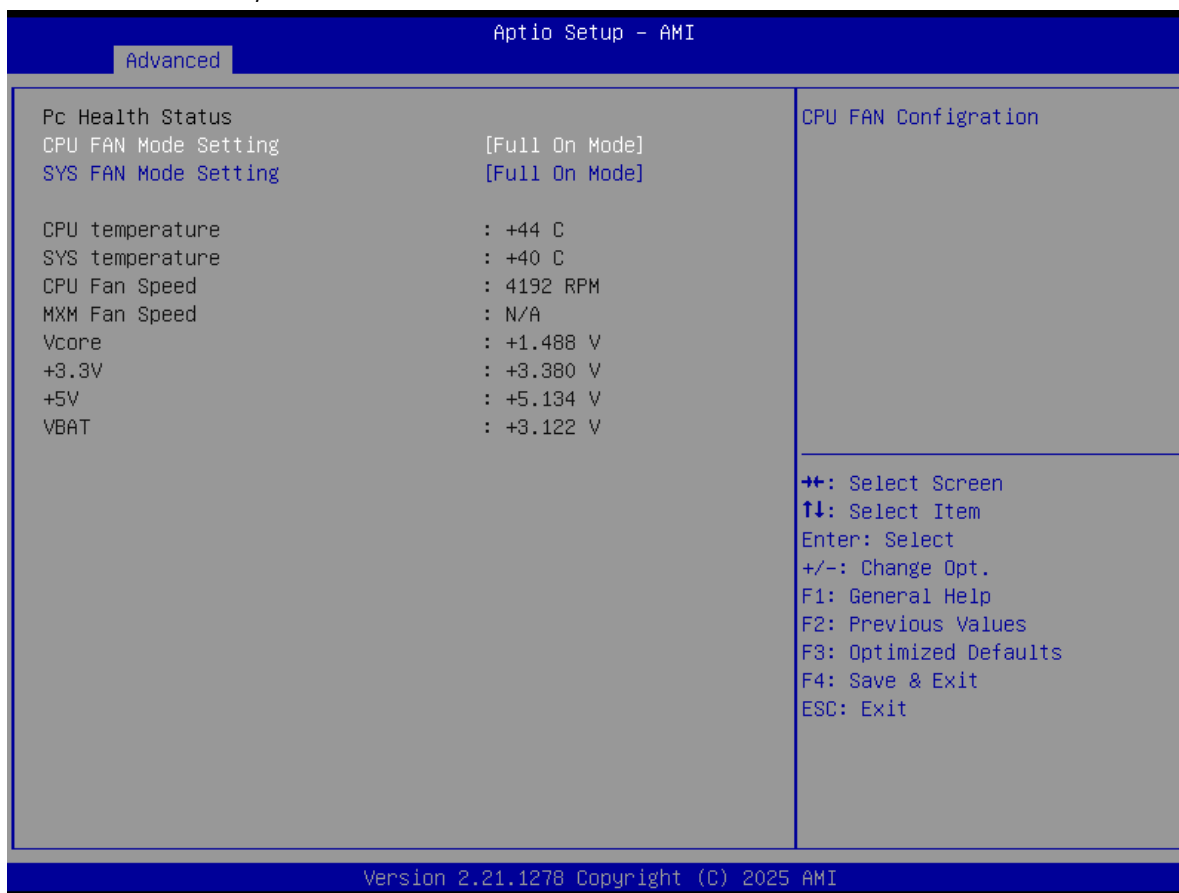 Aptio Setup – AMI
Advanced
Pc Health Status
CPU FAN Mode Setting [Full On Mode]
SYS FAN Mode Setting [Full On Mode]
CPU temperature : +44 C
SYS temperature : +40 C
CPU Fan Speed : 4192 RPM
MXM Fan Speed : N/A
Vcore : +1.488 V
+3.3V : +3.380 V
+5V : +5.134 V
VBAT : +3.122 V
CPU FAN Configration
→←: Select Screen
↑↓: Select Item
Enter: Select
+/-: Change Opt.
F1: General Help
F2: Previous Values
F3: Optimized Defaults
F4: Save & Exit
ESC: Exit
Version 2.21.1278 Copyright (C) 2025 AMI